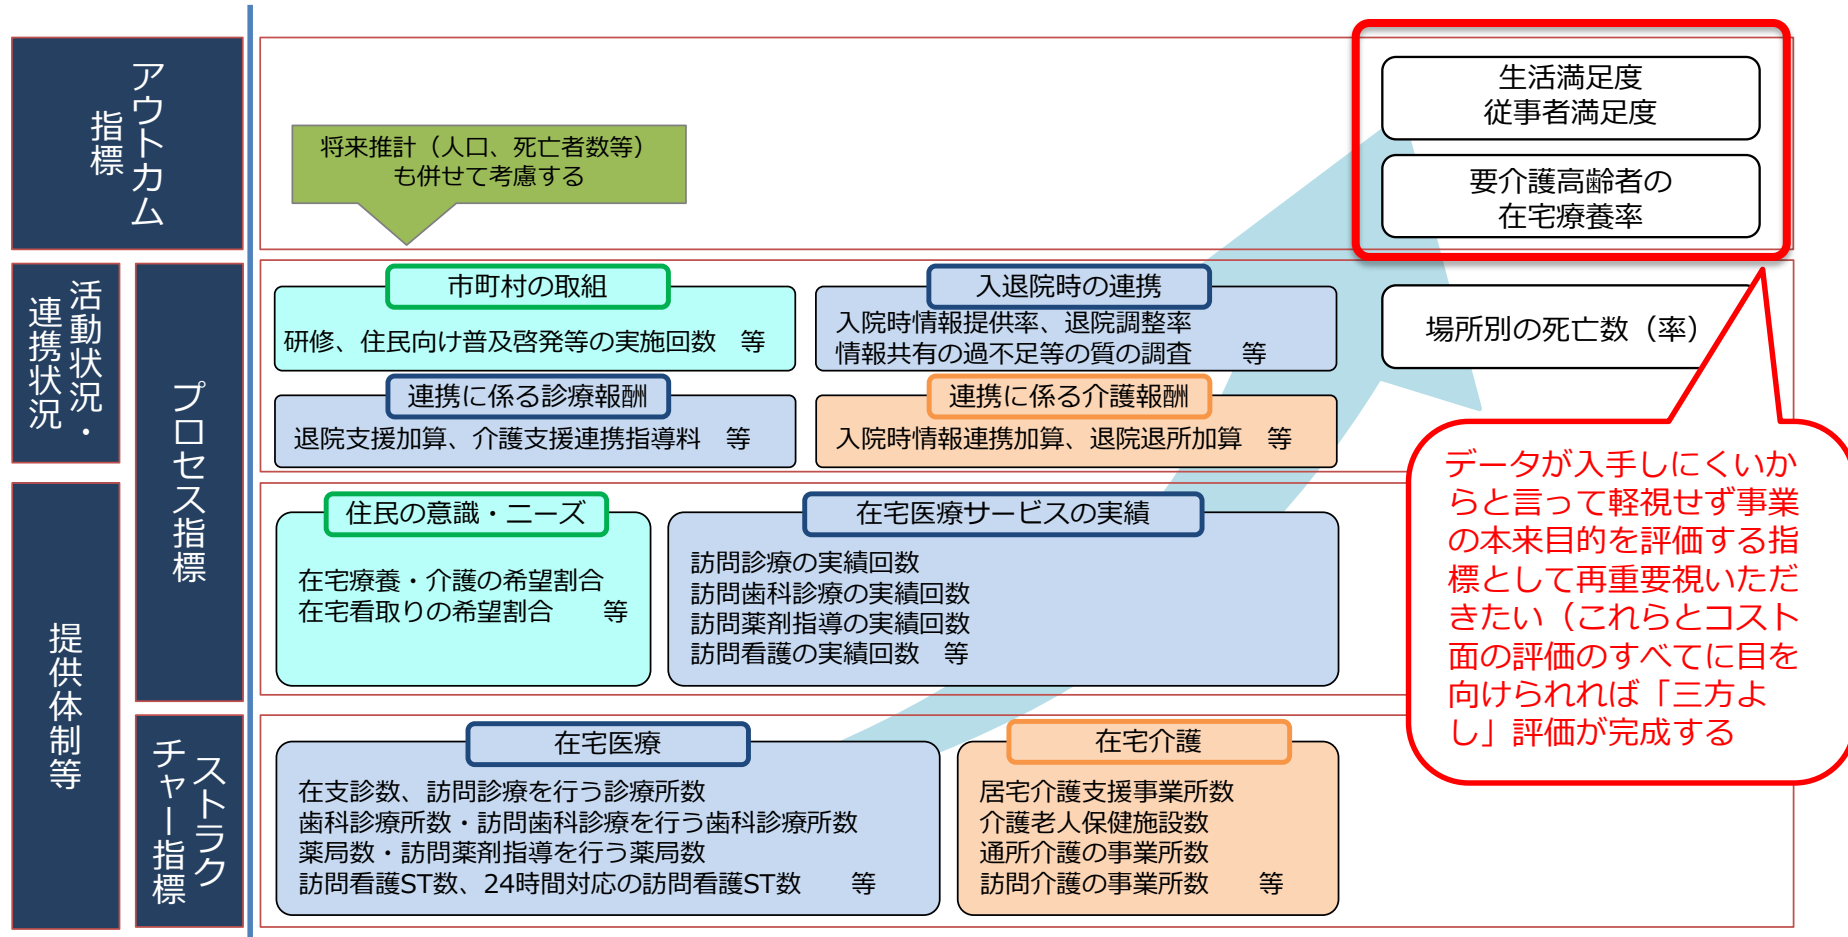 アウトカム
指標
将来推計（人口、死亡者数等）
も併せて考慮する
生活満足度
従事者満足度
要介護高齢者の
在宅療養率
活動状況・
連携状況
プロセス指標
市町村の取組
研修、住民向け普及啓発等の実施回数　等
入退院時の連携
入院時情報提供率、退院調整率
情報共有の過不足等の質の調査　　等
場所別の死亡数（率）
連携に係る診療報酬
退院支援加算、介護支援連携指導料　等
連携に係る介護報酬
入院時情報連携加算、退院退所加算　等
提供体制等
住民の意識・ニーズ
在宅療養・介護の希望割合
在宅看取りの希望割合　　等
在宅医療サービスの実績
訪問診療の実績回数
訪問歯科診療の実績回数
訪問薬剤指導の実績回数
訪問看護の実績回数　等
データが入手しにくいか
らと言って軽視せず事業
の本来目的を評価する指
標として再重要視いただ
きたい（これらとコスト
面の評価のすべてに目を
向けられれば「三方よ
し」評価が完成する
ストラク
チャー指標
在宅医療
在支診数、訪問診療を行う診療所数
歯科診療所数・訪問歯科診療を行う歯科診療所数
薬局数・訪問薬剤指導を行う薬局数
訪問看護ST数、24時間対応の訪問看護ST数　　等
在宅介護
居宅介護支援事業所数
介護老人保健施設数
通所介護の事業所数
訪問介護の事業所数　　等